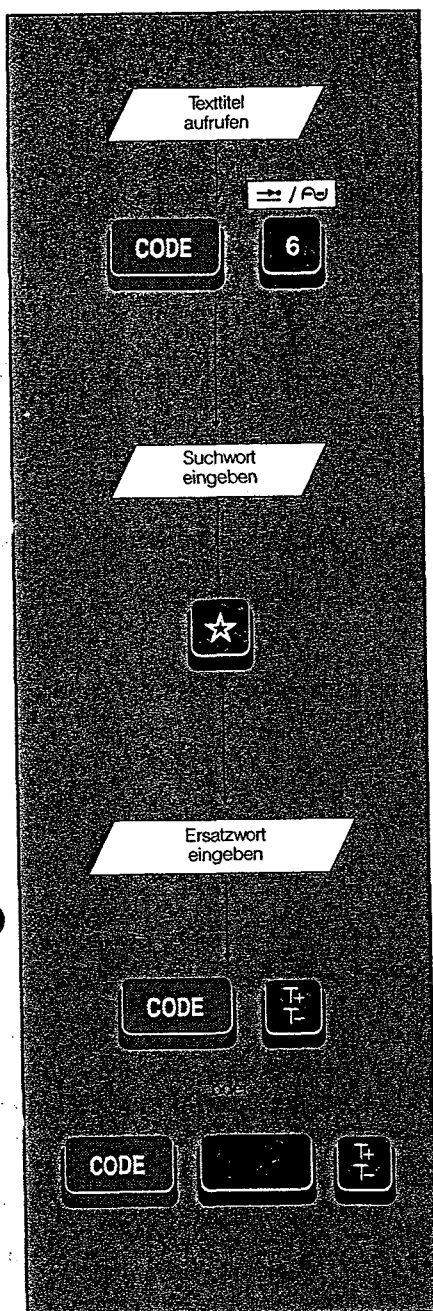 Texttitel
aufrufen
CODE 6
Suchwort
eingeben
Ersatzwort
eingeben
CODE T+
T-
CODE T+
T-